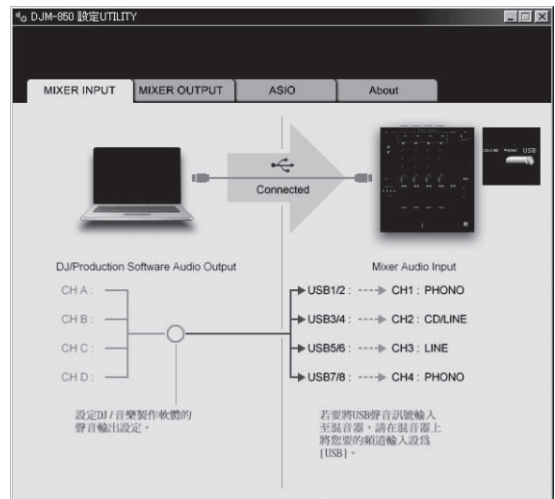 DJM-850 設定UTILITY
MIXER INPUT
MIXER OUTPUT
ASIO
About
Connected
USB
DJ/Production Software Audio Output
Mixer Audio Input
CH A :
CH B :
CH C :
CH D :
USB1/2 : CH1 : PHONO
USB3/4 : CH2 : CD/LINE
USB5/6 : CH3 : LINE
USB7/8 : CH4 : PHONO
設定DJ / 音樂製作軟體的
聲音輸出設定。
若要將USB聲音訊號輸入
至混音器，請在混音器上
將您要的頻道輸入設為
[USB]。